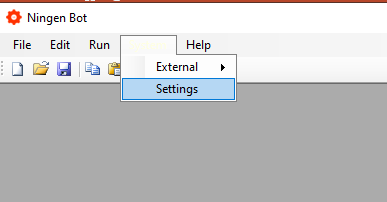 Ningen Bot
File Edit Run Help
External
Settings